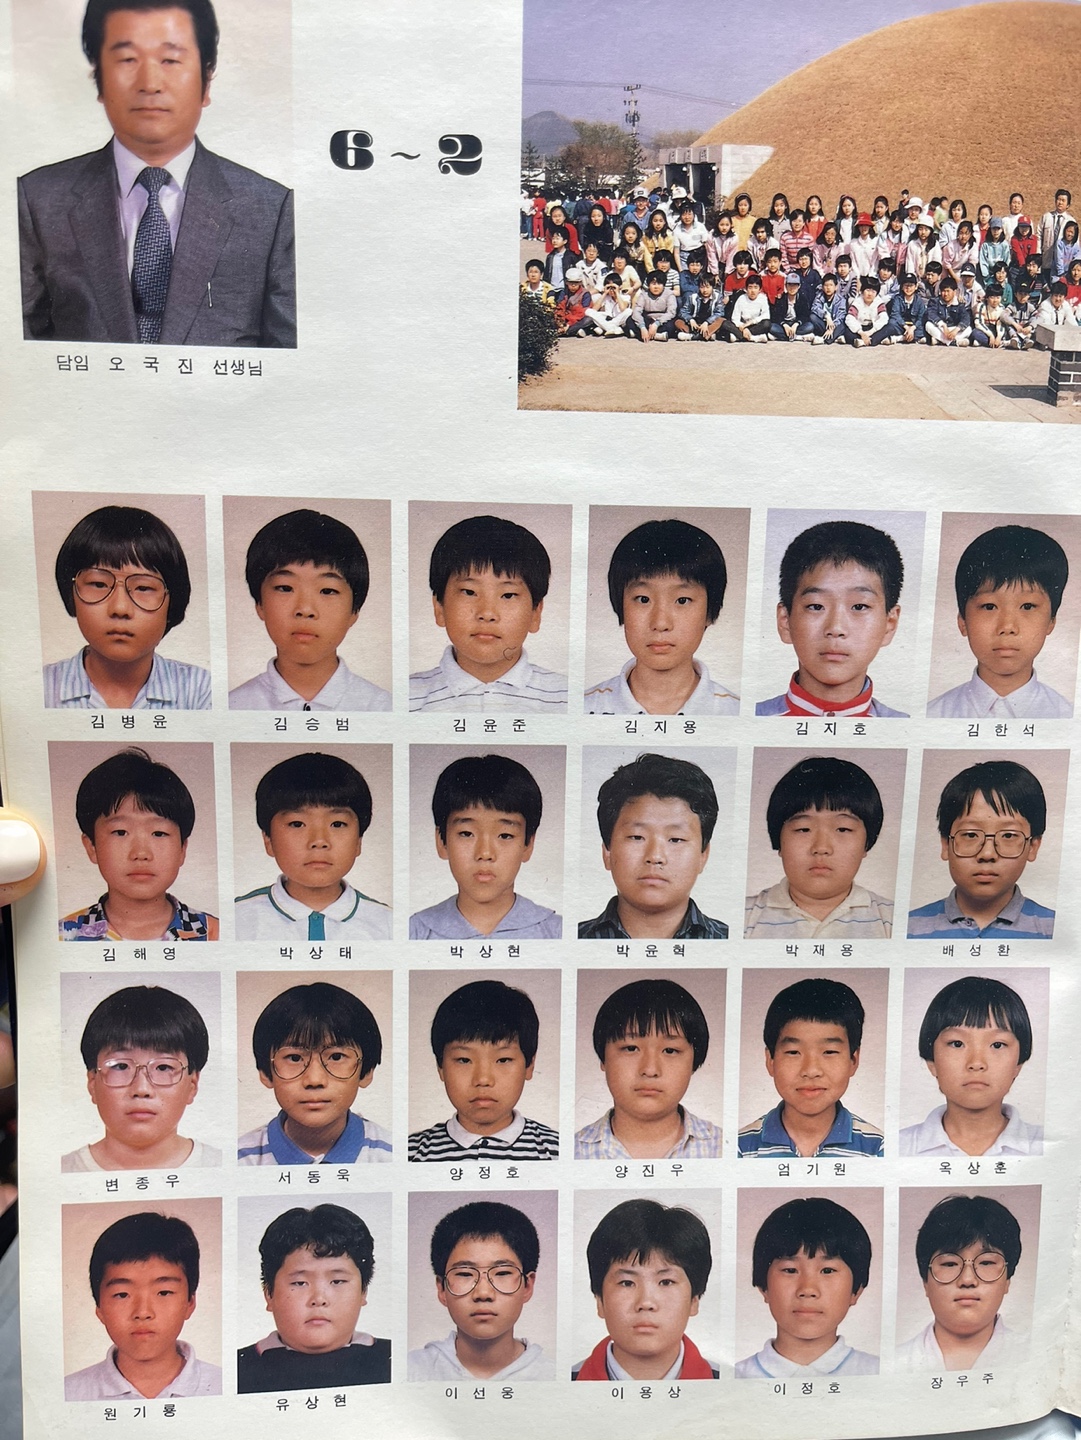 6~2
담임 오국진 선생님
김병윤 김승범 김윤준 김지용 김지호 김한석
김해영 박상태 박상현 박윤혁 박재용 배성환
변종우 서동욱 양정호 양진우 엄기원 옥상훈
원기룡 유상현 이선웅 이용상 이정호 장우주